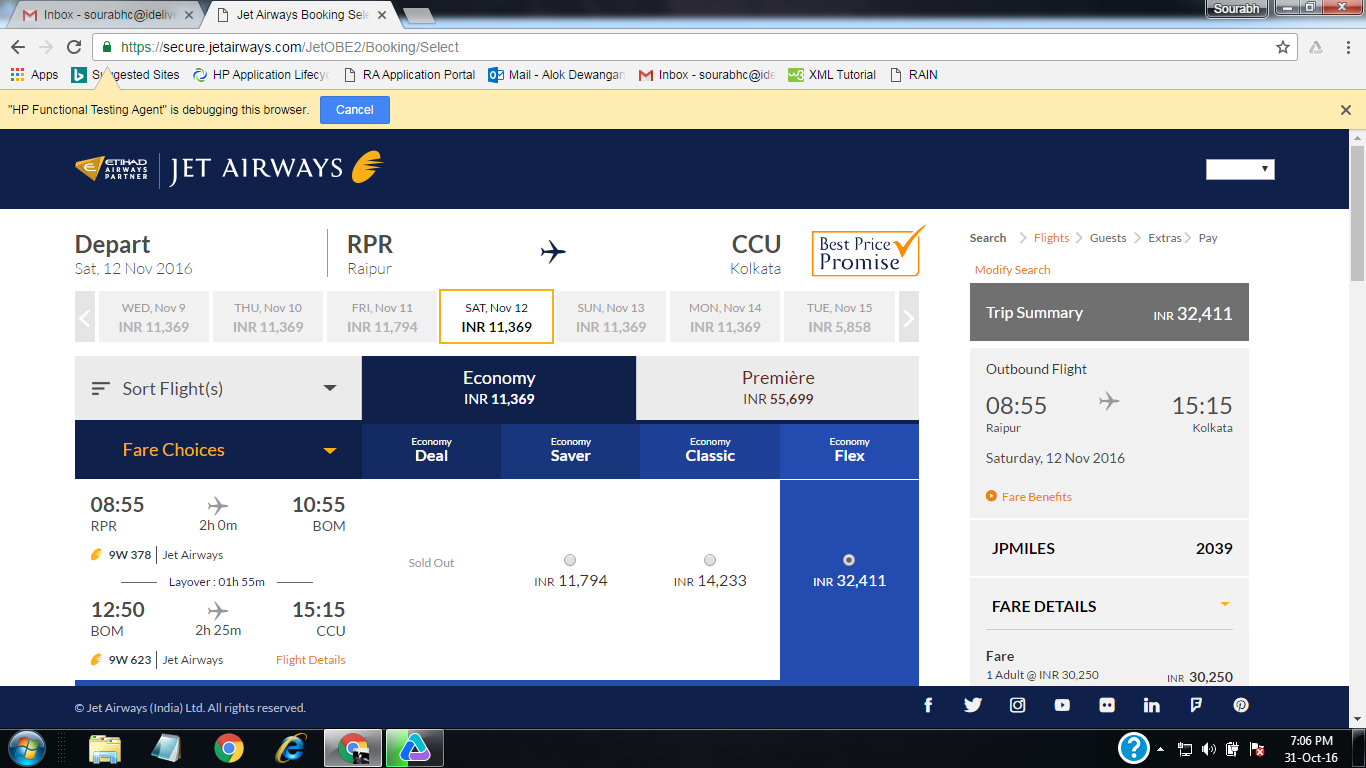 Inbox - sourabhc@idelive
Jet Airways Booking Sele
Sourabh
https://secure.jetairways.com/JetOBE2/Booking/Select
Apps
Suggested Sites
HP Application Lifecyc
RA Application Portal
Mail - Alok Dewangan
Inbox - sourabhc@ide
XML Tutorial
RAIN
"HP Functional Testing Agent" is debugging this browser.
Cancel
ETIHAD
AIRWAYS
PARTNER
JET AIRWAYS
Depart
Sat, 12 Nov 2016
RPR
Raipur
CCU
Kolkata
Best Price
Promise
Search
Flights
Guests
Extras
Pay
Modify Search
WED, Nov 9
INR 11,369
THU, Nov 10
INR 11,369
FRI, Nov 11
INR 11,794
SAT, Nov 12
INR 11,369
SUN, Nov 13
INR 11,369
MON, Nov 14
INR 11,369
TUE, Nov 15
INR 5,858
Trip Summary
INR 32,411
Sort Flight(s)
Economy
INR 11,369
Première
INR 55,699
Fare Choices
Economy
Deal
Economy
Saver
Economy
Classic
Economy
Flex
08:55
RPR
2h 0m
10:55
BOM
9W 378
Jet Airways
Layover : 01h 55m
12:50
BOM
2h 25m
15:15
CCU
9W 623
Jet Airways
Flight Details
Sold Out
INR 11,794
INR 14,233
INR 32,411
Outbound Flight
08:55
Raipur
15:15
Kolkata
Saturday, 12 Nov 2016
Fare Benefits
JPMILES
2039
FARE DETAILS
Fare
1 Adult @ INR 30,250
INR 30,250
© Jet Airways (India) Ltd. All rights reserved.
7:06 PM
31-Oct-16